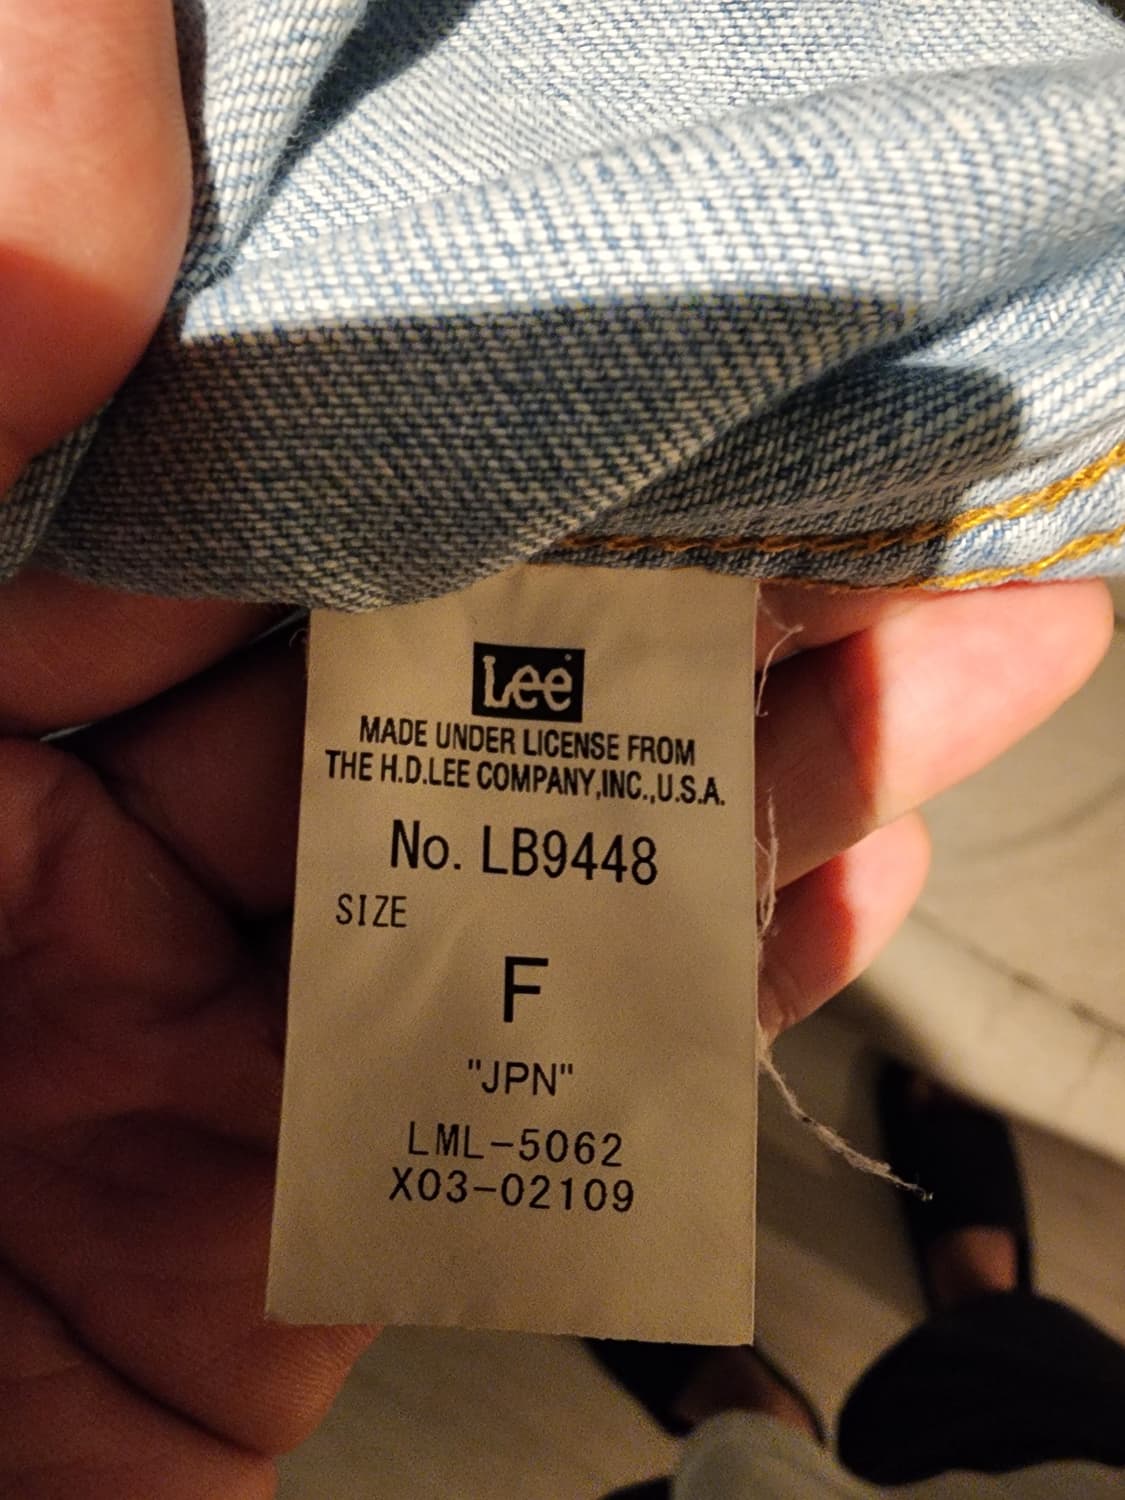 Lee
MADE UNDER LICENSE FROM
THE H.D.LEE COMPANY,INC.,U.S.A.
No. LB9448
SIZE
F
"JPN"
LML-5062
X03-02109